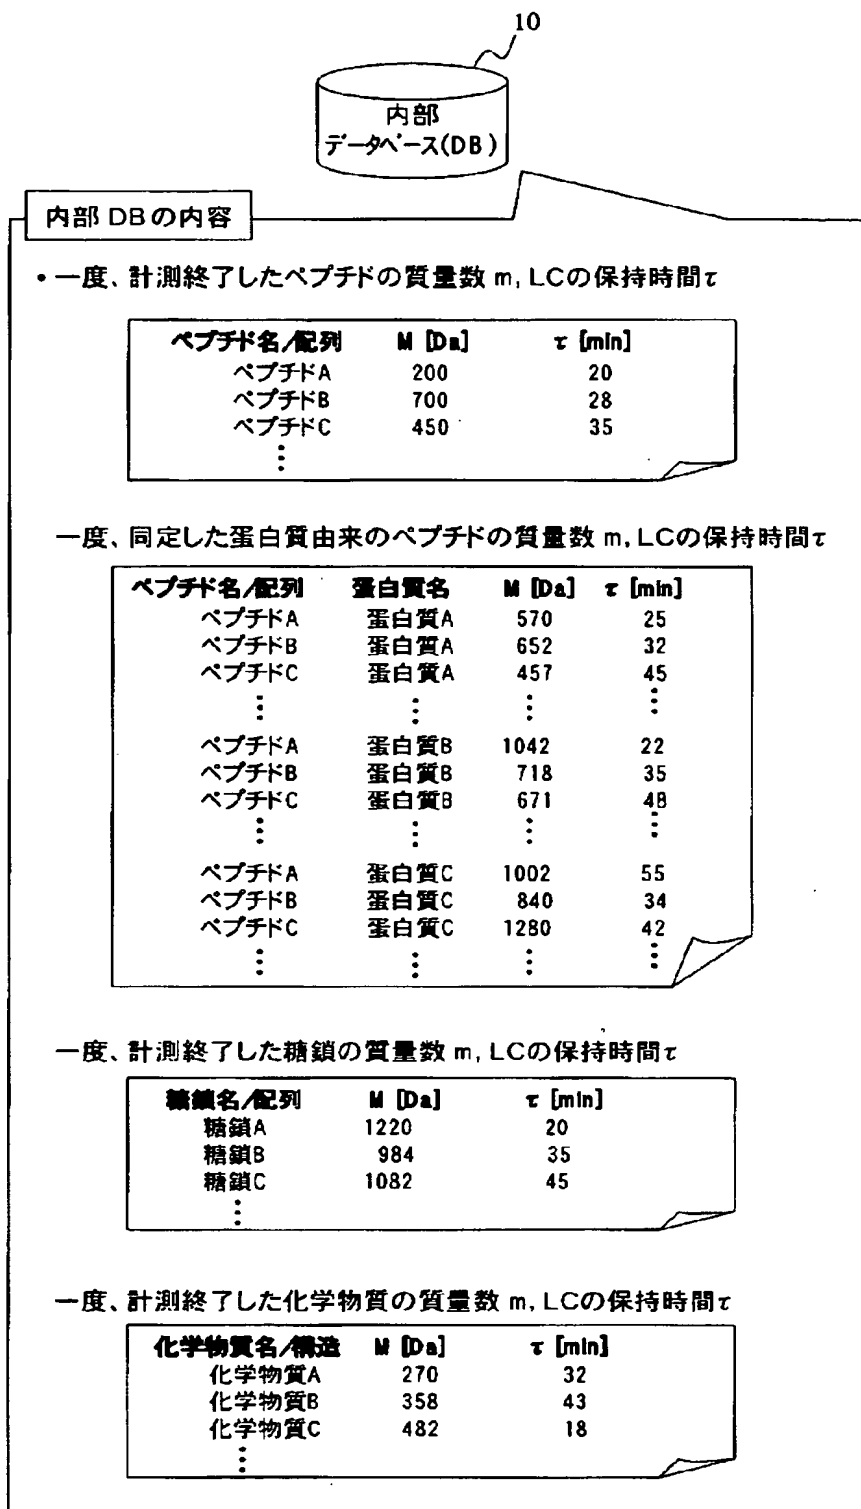 10
内部
データベース(DB)
内部 DBの内容
・一度、計測終了したペプチドの質量数 m, LCの保持時間τ
ペプチド名/配列 M [Da] τ [min]
ペプチドA 200 20
ペプチドB 700 28
ペプチドC 450 35
⋮
一度、同定した蛋白質由来のペプチドの質量数 m, LCの保持時間τ
ペプチド名/配列 蛋白質名 M [Da] τ [min]
ペプチドA 蛋白質A 570 25
ペプチドB 蛋白質A 652 32
ペプチドC 蛋白質A 457 45
⋮ ⋮ ⋮ ⋮
ペプチドA 蛋白質B 1042 22
ペプチドB 蛋白質B 718 35
ペプチドC 蛋白質B 671 48
⋮ ⋮ ⋮ ⋮
ペプチドA 蛋白質C 1002 55
ペプチドB 蛋白質C 840 34
ペプチドC 蛋白質C 1280 42
⋮ ⋮ ⋮ ⋮
一度、計測終了した糖鎖の質量数 m, LCの保持時間τ
糖鎖名/配列 M [Da] τ [min]
糖鎖A 1220 20
糖鎖B 984 35
糖鎖C 1082 45
⋮
一度、計測終了した化学物質の質量数 m, LCの保持時間τ
化学物質名/構造 M [Da] τ [min]
化学物質A 270 32
化学物質B 358 43
化学物質C 482 18
⋮